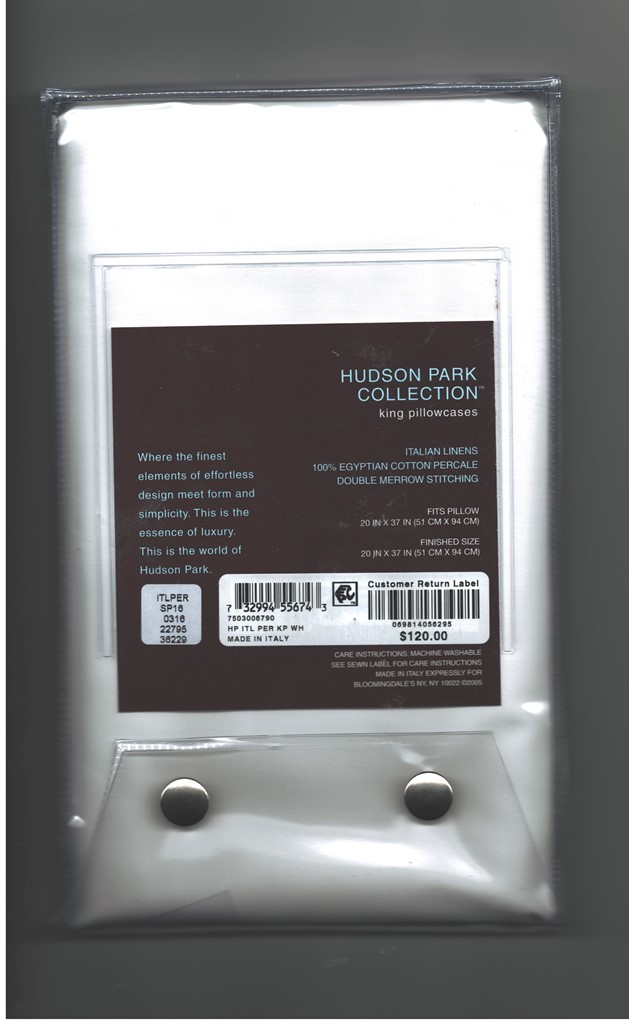 HUDSON PARK
COLLECTION™
king pillowcases
Where the finest
elements of effortless
design meet form and
simplicity. This is the
essence of luxury.
This is the world of
Hudson Park.
ITALIAN LINENS
100% EGYPTIAN COTTON PERCALE
DOUBLE MERROW STITCHING
FITS PILLOW
20 IN X 37 IN (51 CM X 94 CM)
FINISHED SIZE
20 IN X 37 IN (51 CM X 94 CM)
ITLPER
SP16
0316
22795
36229
7 32994 55674 3
7503006790
HP ITL PER KP WH
MADE IN ITALY
Customer Return Label
069814056295
$120.00
CARE INSTRUCTIONS: MACHINE WASHABLE
SEE SEWN LABEL FOR CARE INSTRUCTIONS
MADE IN ITALY EXPRESSLY FOR
BLOOMINGDALE'S NY, NY 10022 ©2005